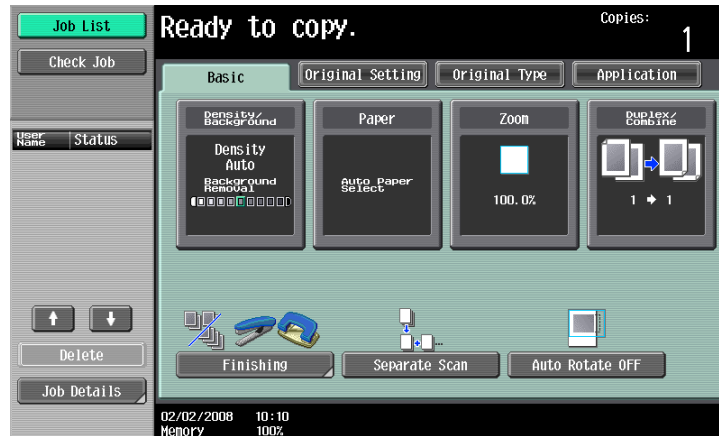 Job List
Check Job
User Name
Status
Delete
Job Details
Ready to copy.
Copies:
1
Basic
Original Setting
Original Type
Application
Density/
Background
Density
Auto
Background
Removal
Paper
Auto Paper
Select
Zoom
100.0%
Duplex/
Combine
1 → 1
Finishing
Separate Scan
Auto Rotate OFF
02/02/2008 10:10
Memory 100%